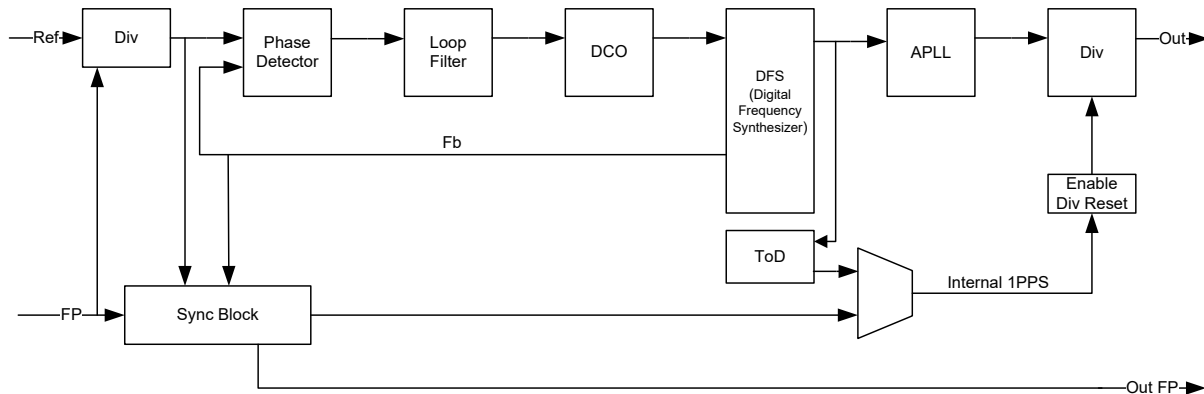 Ref
Div
Phase
Detector
Loop
Filter
DCO
DFS
(Digital
Frequency
Synthesizer)
APLL
Div
Out
Fb
Enable
Div Reset
ToD
Internal 1PPS
FP
Sync Block
Out FP